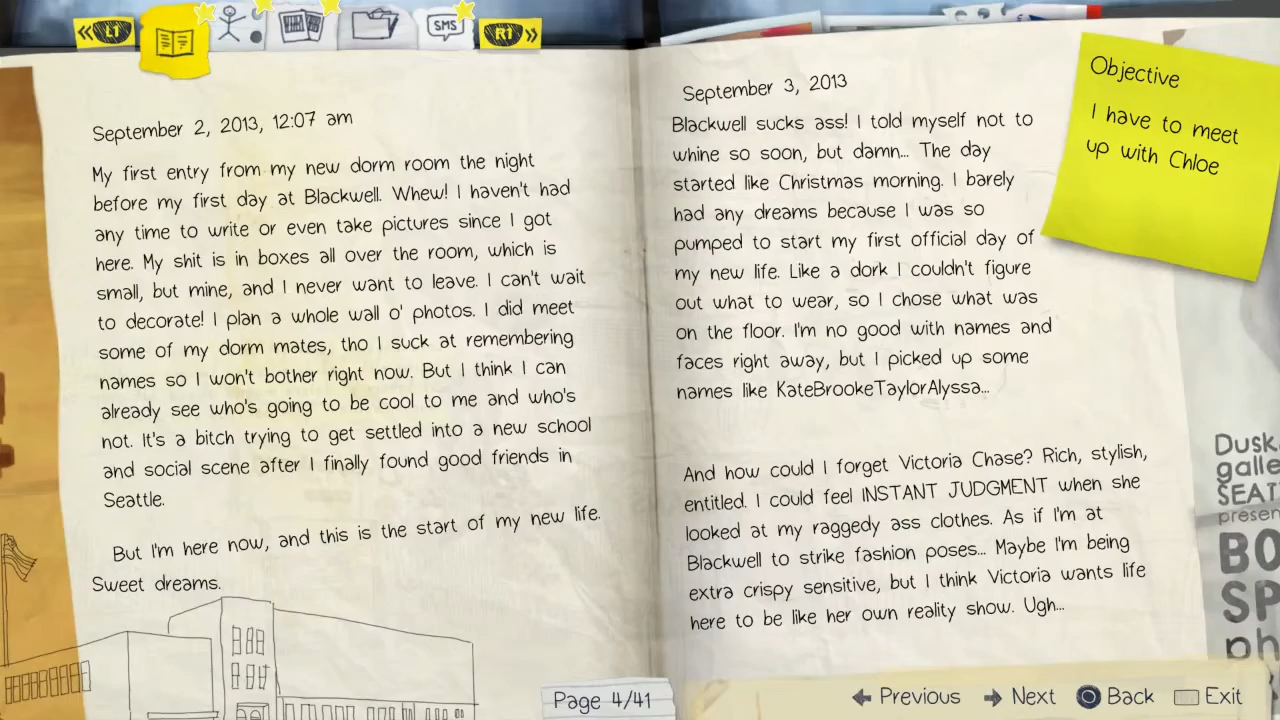 L1
SMS
R1
September 2, 2013, 12:07 am
My first entry from my new dorm room the night
before my first day at Blackwell. Whew! I haven't had
any time to write or even take pictures since I got
here. My shit is in boxes all over the room, which is
small, but mine, and I never want to leave. I can't wait
to decorate! I plan a whole wall o' photos. I did meet
some of my dorm mates, tho I suck at remembering
names so I won't bother right now. But I think I can
already see who's going to be cool to me and who's
not. It's a bitch trying to get settled into a new school
and social scene after I finally found good friends in
Seattle.
But I'm here now, and this is the start of my new life.
Sweet dreams.
September 3, 2013
Blackwell sucks ass! I told myself not to
whine so soon, but damn... The day
started like Christmas morning. I barely
had any dreams because I was so
pumped to start my first official day of
my new life. Like a dork I couldn't figure
out what to wear, so I chose what was
on the floor. I'm no good with names and
faces right away, but I picked up some
names like KateBrookeTaylorAlyssa...
And how could I forget Victoria Chase? Rich, stylish,
entitled. I could feel INSTANT JUDGMENT when she
looked at my raggedy ass clothes. As if I'm at
Blackwell to strike fashion poses... Maybe I'm being
extra crispy sensitive, but I think Victoria wants life
here to be like her own reality show. Ugh...
Objective
I have to meet
up with Chloe
Duska
galle
SEAT
presen
BO
SP
ph
Page 4/41
Previous
Next
Back
Exit